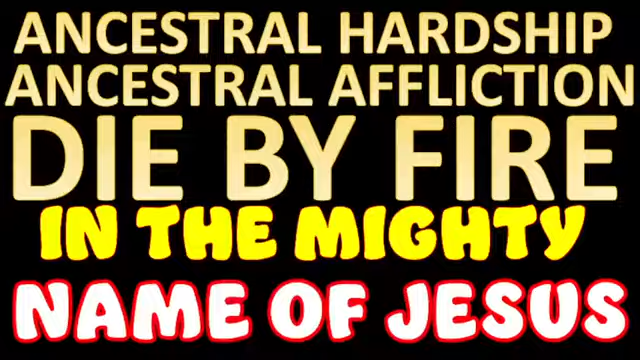 ANCESTRAL HARDSHIP
ANCESTRAL AFFLICTION
DIE BY FIRE
IN THE MIGHTY
NAME OF JESUS